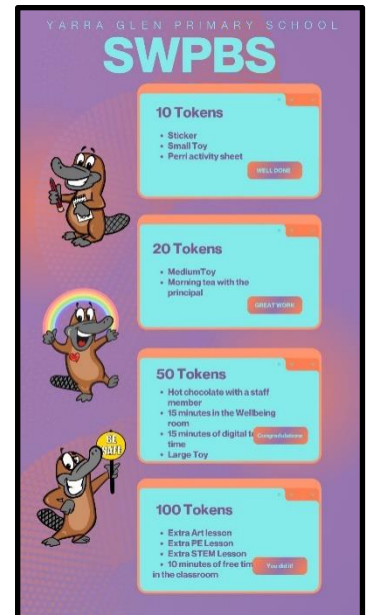 YARRA GLEN PRIMARY SCHOOL
SWPBS
10 Tokens
• Sticker
• Small Toy
• Perri activity sheet
WELL DONE
20 Tokens
• MediumToy
• Morning tea with the
principal
GREAT WORK
50 Tokens
• Hot chocolate with a staff
member
• 15 minutes in the Wellbeing
room
• 15 minutes of digital
time
• Large Toy
Congratulations
BE
SAFE
100 Tokens
• Extra Art lesson
• Extra PE Lesson
• Extra STEM Lesson
• 10 minutes of free
in the classroom
You did it!